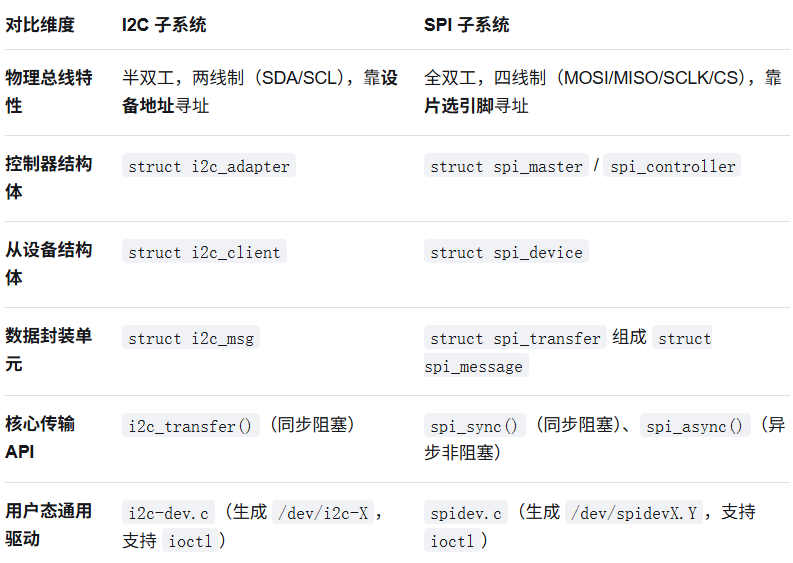 对比维度 I2C 子系统 SPI 子系统
物理总线特性 半双工，两线制（SDA/SCL），靠设备地址寻址 全双工，四线制（MOSI/MISO/SCLK/CS），靠片选引脚寻址
控制器结构体 struct i2c_adapter struct spi_master / spi_controller
从设备结构体 struct i2c_client struct spi_device
数据封装单元 struct i2c_msg struct spi_transfer 组成 struct spi_message
核心传输 API i2c_transfer()（同步阻塞） spi_sync()（同步阻塞）、spi_async()（异步非阻塞）
用户态通用驱动 i2c-dev.c（生成 /dev/i2c-X，支持 ioctl） spidev.c（生成 /dev/spidevX.Y，支持 ioctl）